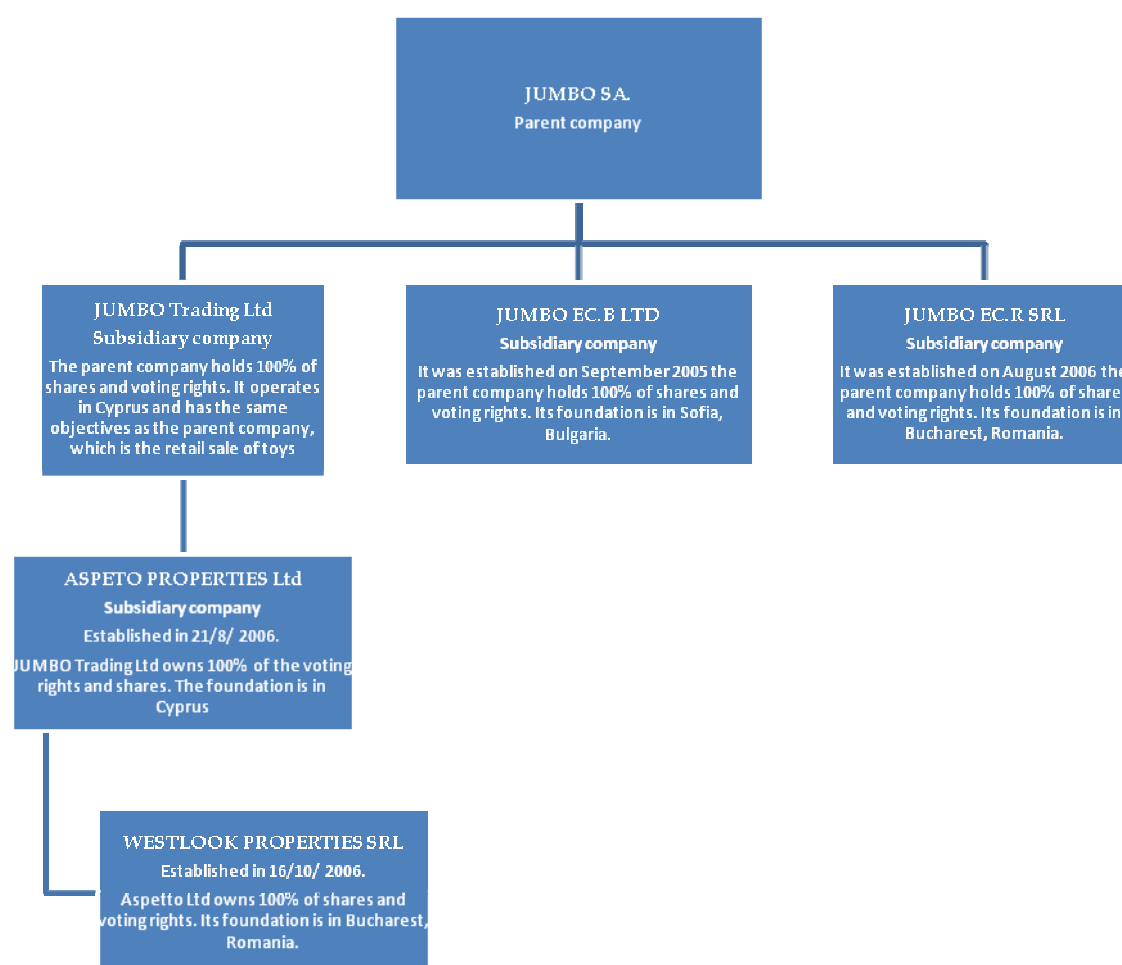 JUMBO SA.
Parent company
JUMBO Trading Ltd
Subsidiary company
The parent company holds 100% of
shares and voting rights. It operates
in Cyprus and has the same
objectives as the parent company,
which is the retail sale of toys
JUMBO EC.B LTD
Subsidiary company
It was established on September 2005 the
parent company holds 100% of shares and
voting rights. Its foundation is in Sofia,
Bulgaria.
JUMBO EC.R SRL
Subsidiary company
It was established on August 2006 the
parent company holds 100% of share
and voting rights. Its foundation is in
Bucharest, Romania.
ASPETO PROPERTIES Ltd
Subsidiary company
Established in 21/8/ 2006.
JUMBO Trading Ltd owns 100% of the voting
rights and shares. The foundation is in
Cyprus
WESTLOOK PROPERTIES SRL
Established in 16/10/ 2006.
Aspetto Ltd owns 100% of shares and
voting rights. Its foundation is in Bucharest,
Romania.